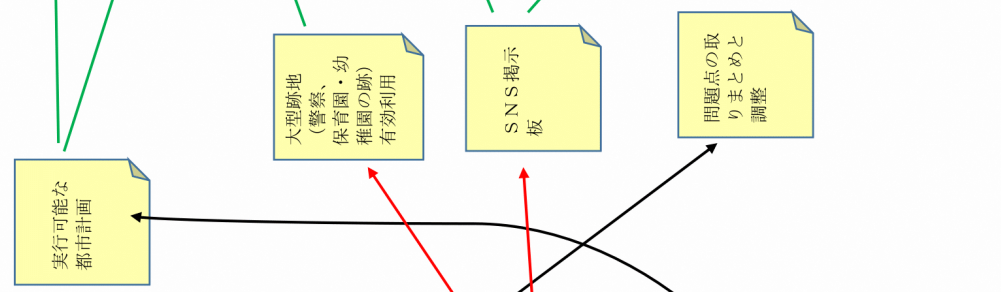 実行可能な
都市計画
大型跡地
（警察、
保育園・幼
稚園の跡）
有効利用
ＳＮＳ掲示
板
問題点の取
りまとめと
調整